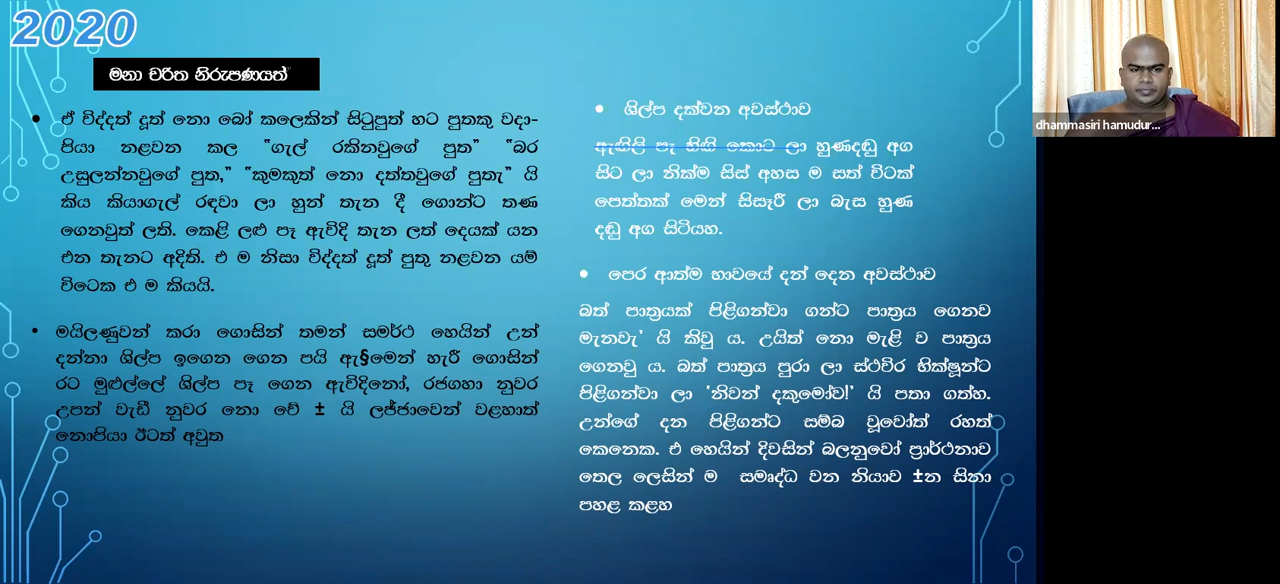 2020
මනා චරිත නිරුපණයත්
• ඒ විද්දත් දූත් නො බෝ කලෙකින් සිටුපුත් හට පුතකු වදා-
පියා නළවන කල "ගැල් රකිනවුගේ පුත" "බර
උසුලන්නවුගේ පුත," "කුමකුත් නො දත්තවුගේ පුතැ" යි
කිය කියාගැල් රඳවා ලා හුන් තැන දී ගොන්ට තණ
ගෙනවුත් ලති. කෙළි ලළු පෑ ඇවිදි තැන ලත් දෙයක් යන
එන තැනට අදිති. එ ම නිසා විද්දත් දූත් පුතු නළවන යම්
විටෙක එ ම කියයි.
• මයිලණුවන් කරා ගොසින් තමන් සමර්ථ හෙයින් උන්
දන්නා ශිල්ප ඉගෙන ගෙන පයි ඇ§මෙන් හැරී ගොසින්
රට මුළුල්ලේ ශිල්ප පෑ ගෙන ඇවිදිනෝ, රජගහා නුවර
උපන් වැඩී නුවර නො වේ ± යි ලජ්ජාවෙන් වළහාත්
නොපියා ඊටත් අවුත
• ශිල්ප දක්වන අවස්ථාව
ඇඟිලි පෑ හිඟි කොට ලා හුණදඬු අග
සිට ලා නික්ම සිස් අහස ම සත් විටක්
පෙත්තක් මෙන් සිසෑරී ලා බැස හුණ
දඬු අග සිටියහ.
• පෙර ආත්ම භාවයේ දන් දෙන අවස්ථාව
බත් පාත්‍රයක් පිළිගන්වා ගන්ට පාත්‍රය ගෙනව
මැනවැ' යි කිවු ය. උයිත් නො මැළි ව පාත්‍රය
ගෙනවු ය. බත් පාත්‍රය පුරා ලා ස්ථවිර භික්ෂූන්ට
පිළිගන්වා ලා 'නිවන් දකුමෝව!' යි පතා ගත්හ.
උන්ගේ දන පිළිගන්ට සම්බ වූවෝත් රහත්
කෙනෙක. එ හෙයින් දිවසින් බලනුවෝ ප්‍රාර්ථනාව
තෙල ලෙසින් ම සමෘද්ධ වන නියාව ±න සිනා
පහළ කළහ
dhammasiri hamudur...